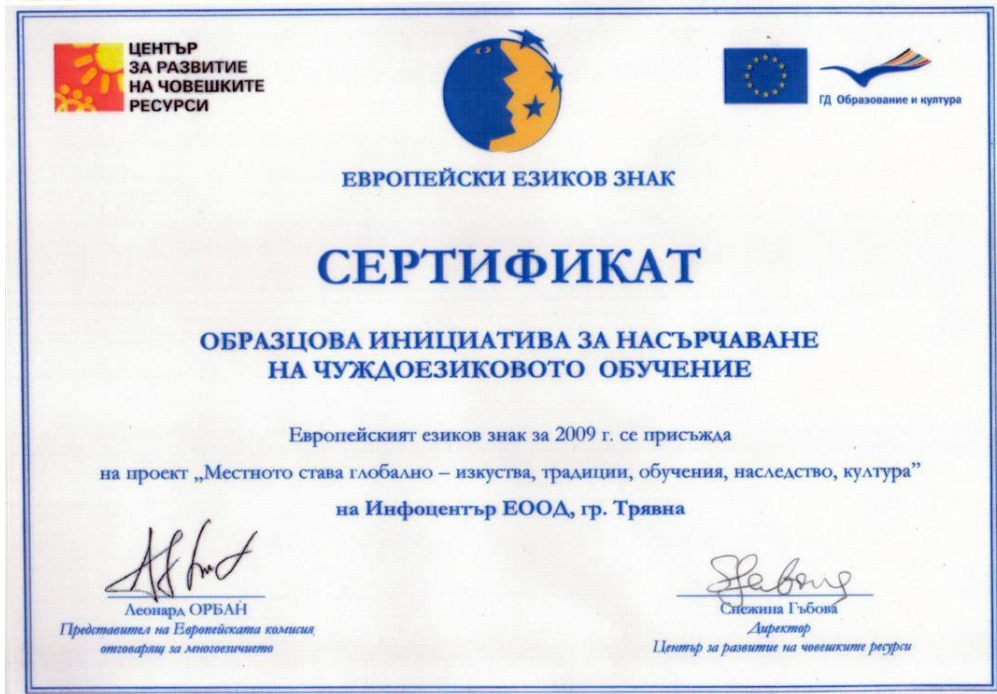 ЦЕНТЪР
ЗА РАЗВИТИЕ
НА ЧОВЕШКИТЕ
РЕСУРСИ
ГД Образование и култура
ЕВРОПЕЙСКИ ЕЗИКОВ ЗНАК
СЕРТИФИКАТ
ОБРАЗЦОВА ИНИЦИАТИВА ЗА НАСЪРЧАВАНЕ
НА ЧУЖДОЕЗИКОВОТО ОБУЧЕНИЕ
Европейският езиков знак за 2009 г. се присъжда
на проект „Местното става глобално – изкуства, традиции, обучения, наследство, култура”
на Инфоцентър ЕООД, гр. Трявна
Леонард ОРБАН
Представител на Европейската комисия,
отговарящ за многоезичието
Снежина Гъбова
Директор
Център за развитие на човешките ресурси